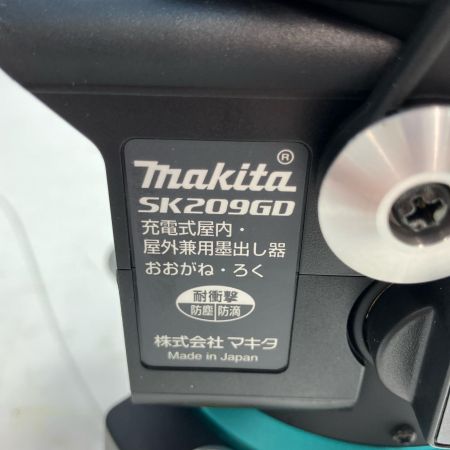 makita®
SK209GD
充電式屋内・
屋外兼用墨出し器
おおがね・ろく
耐衝撃
防塵 防滴
株式会社 マキタ
Made in Japan